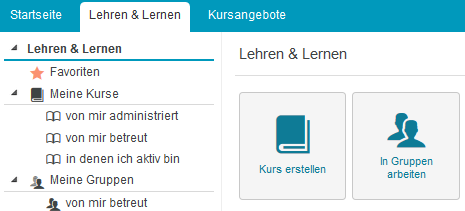 Startseite Lehren & Lernen Kursangebote
Lehren & Lernen
Favoriten
Meine Kurse
von mir administriert
von mir betreut
in denen ich aktiv bin
Meine Gruppen
von mir betreut
Lehren & Lernen
Kurs erstellen
In Gruppen
arbeiten